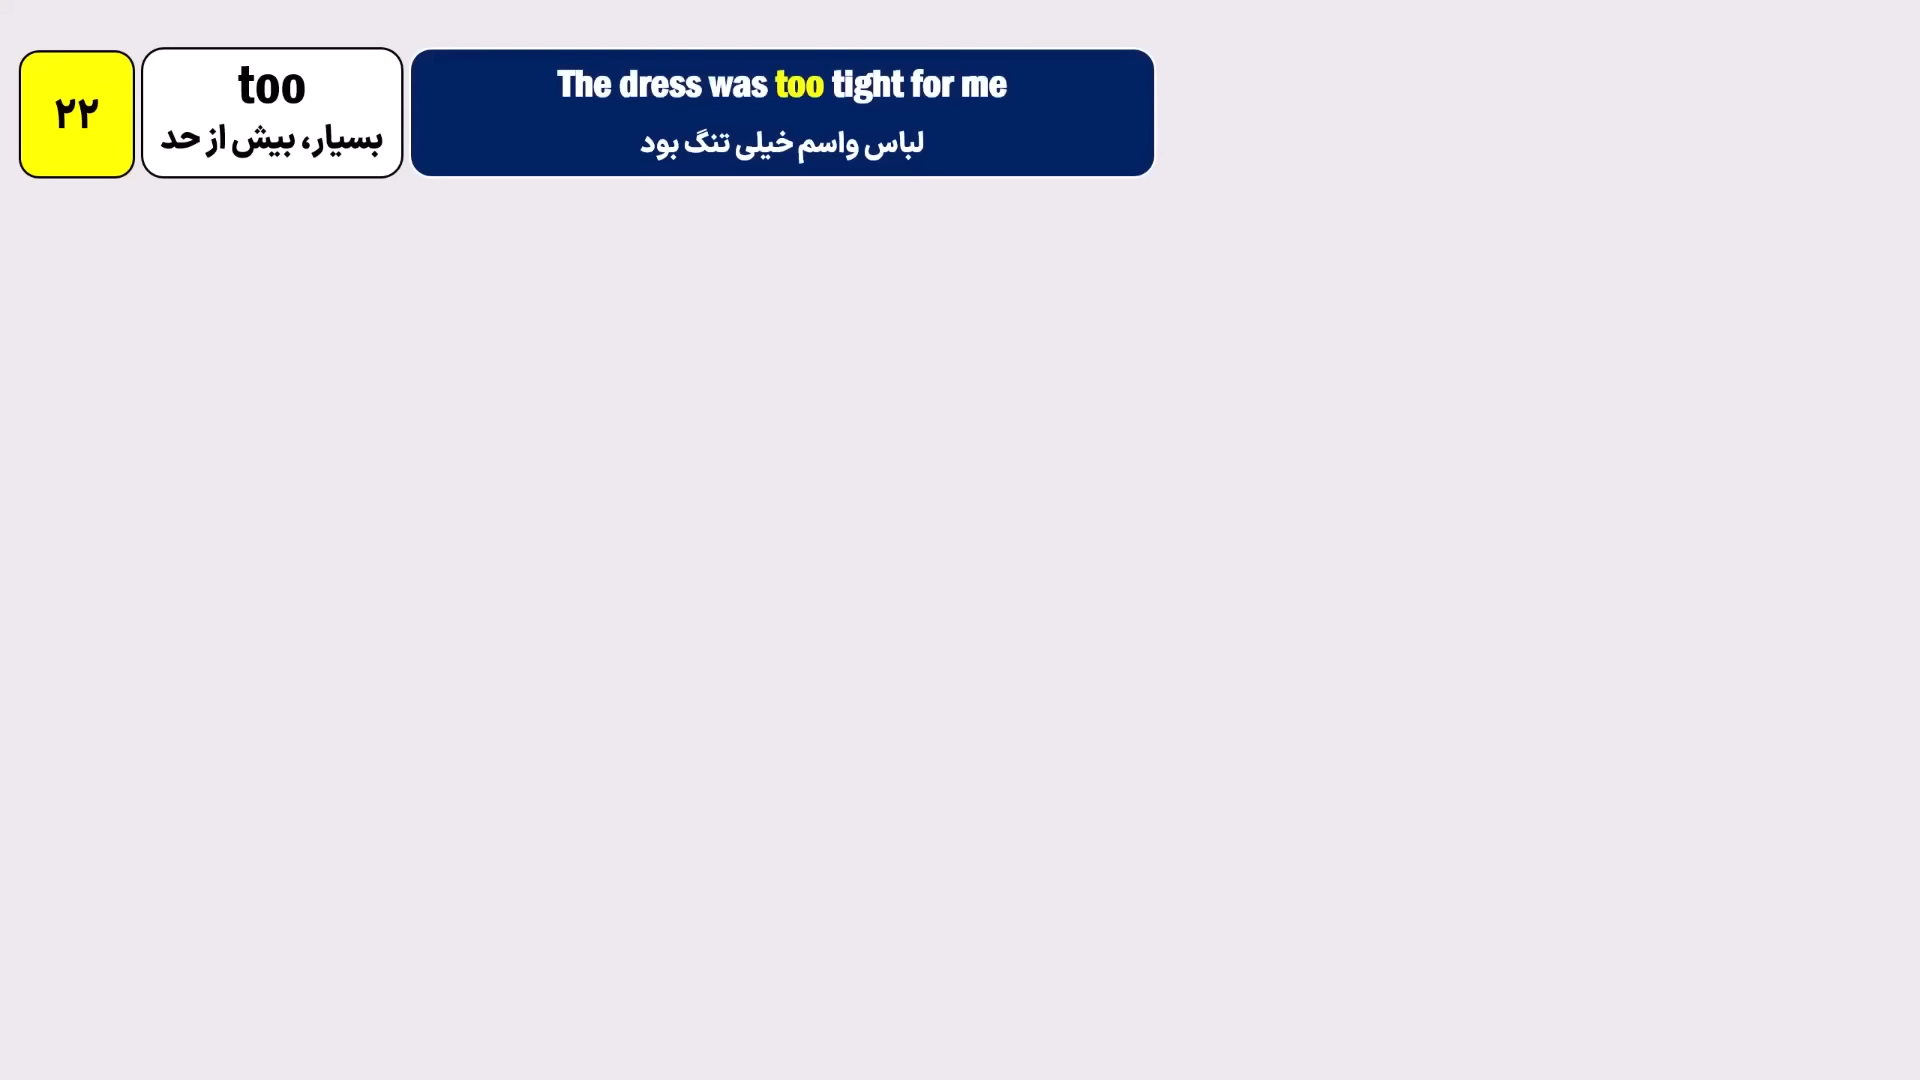 ۲۲
too
بسیار، بیش از حد
The dress was too tight for me
لباس واسم خیلی تنگ بود